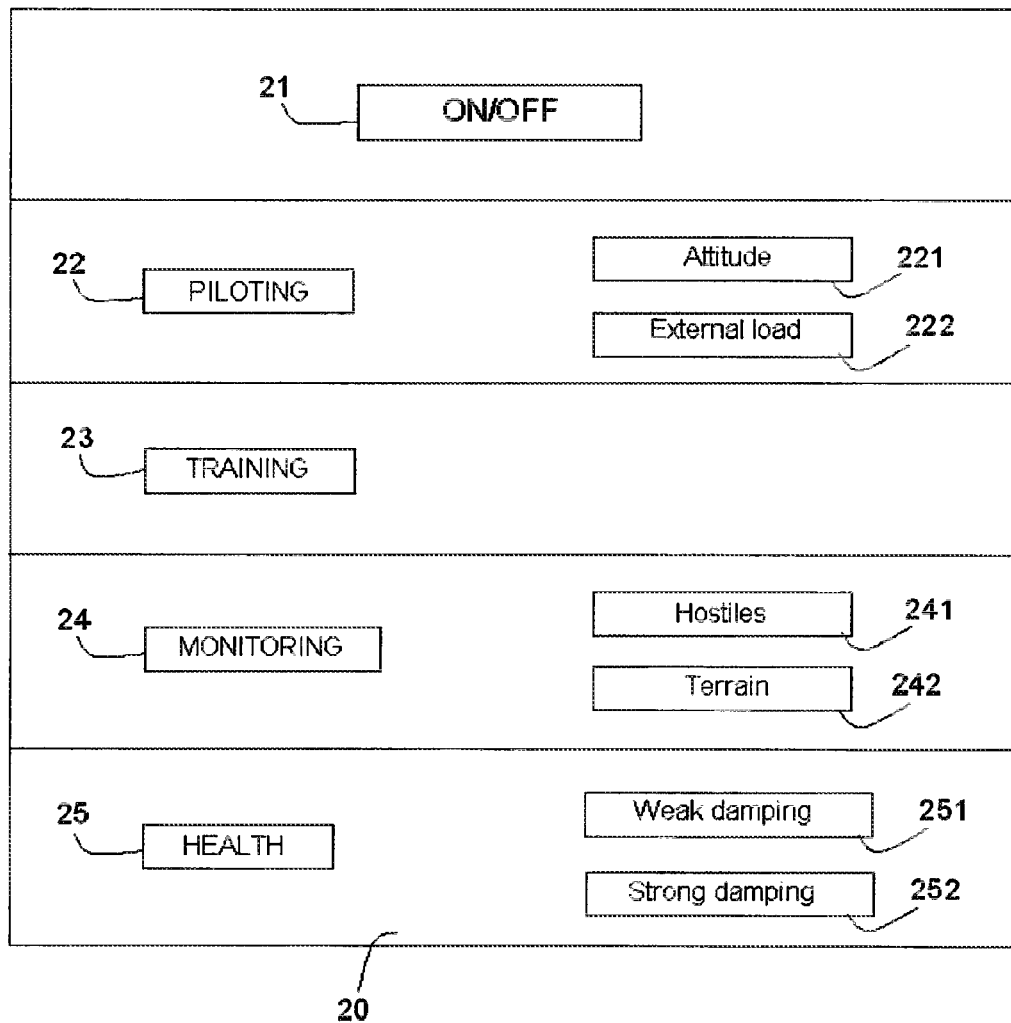 21
ON/OFF
22
PILOTING
Attitude
221
External load
222
23
TRAINING
24
MONITORING
Hostiles
241
Terrain
242
25
HEALTH
Weak damping
251
Strong damping
252
20